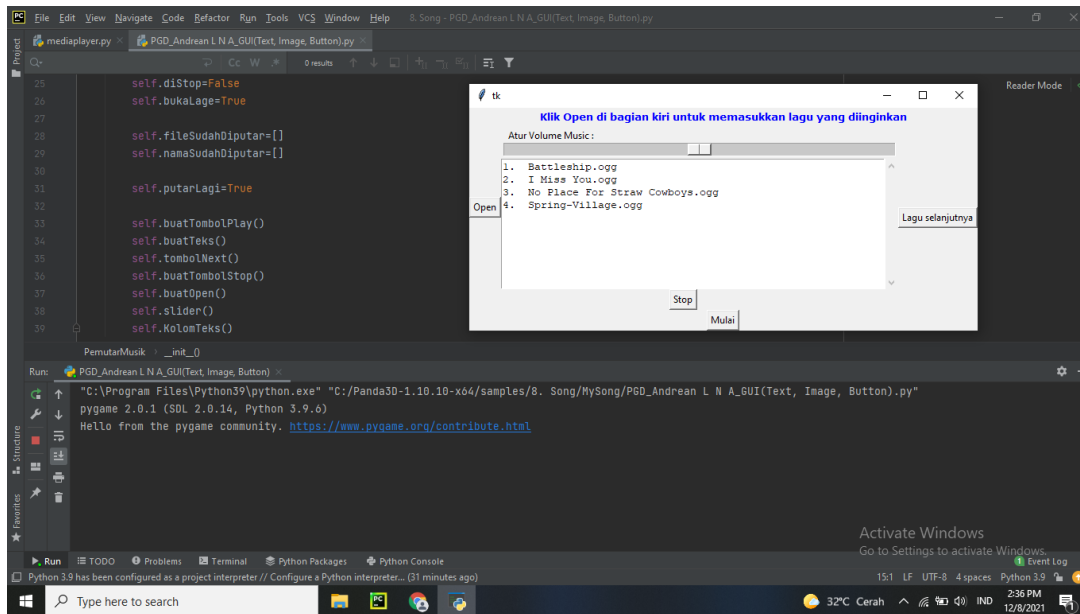 PC File Edit View Navigate Code Refactor Run Tools VCS Window Help 8. Song - PGD_Andrean L N A_GUI(Text, Image, Button).py
mediaplayer.py PGD_Andrean L N A_GUI(Text, Image, Button).py
Cc W .* 0 results
Reader Mode
Project
25 self.diStop=False
26 self.bukaLage=True
27
28 self.fileSudahDiputar=[]
29 self.namaSudahDiputar=[]
30
31 self.putarLagi=True
32
33 self.buatTombolPlay()
34 self.buatTeks()
35 self.tombolNext()
36 self.buatTombolStop()
37 self.buatOpen()
38 self.slider()
39 self.KolomTeks()
tk
Klik Open di bagian kiri untuk memasukkan lagu yang diinginkan
Atur Volume Music :
1. Battleship.ogg
2. I Miss You.ogg
3. No Place For Straw Cowboys.ogg
4. Spring-Village.ogg
Open
Lagu selanjutnya
Stop
Mulai
PemutarMusik __init__()
Run: PGD_Andrean L N A_GUI(Text, Image, Button)
"C:\Program Files\Python39\python.exe" "C:/Panda3D-1.10.10-x64/samples/8. Song/MySong/PGD_Andrean L N A_GUI(Text, Image, Button).py"
pygame 2.0.1 (SDL 2.0.14, Python 3.9.6)
Hello from the pygame community. https://www.pygame.org/contribute.html
Structure
Favorites
Activate Windows
Go to Settings to activate Windows.
Run TODO Problems Terminal Python Packages Python Console 1 Event Log
Python 3.9 has been configured as a project interpreter // Configure a Python interpreter... (31 minutes ago) 15:1 LF UTF-8 4 spaces Python 3.9
Type here to search PC 32°C Cerah IND 2:36 PM
12/8/2021